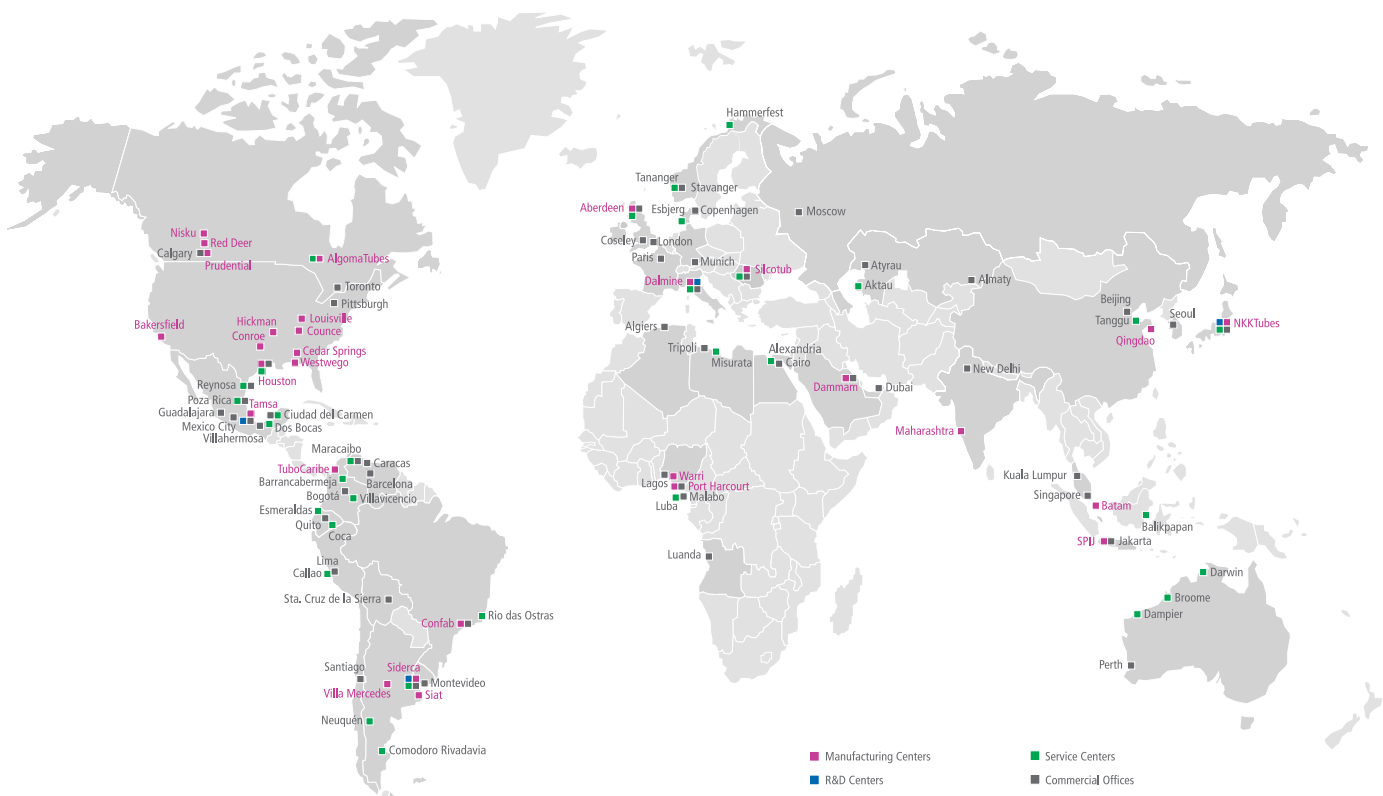 Hammerfest
Tananger
Stavanger
Aberdeen
Esbjerg
Copenhagen
Moscow
Nisku
Red Deer
Calgary
Prudential
AlgomaTubes
Coseley
London
Paris
Munich
Silcotub
Dalmine
Atyrau
Aktau
Almaty
Toronto
Pittsburgh
Beijing
Tanggu
Seoul
NKKTubes
Qingdao
Bakersfield
Hickman
Conroe
Louisville
Counce
Cedar Springs
Westwego
Houston
Algiers
Tripoli
Misurata
Alexandria
Cairo
Dammam
Dubai
New Delhi
Reynosa
Poza Rica
Tamsa
Guadalajara
Ciudad del Carmen
Mexico City
Dos Bocas
Villahermosa
Maharashtra
Maracaibo
Caracas
TuboCaribe
Barrancabermeja
Barcelona
Bogotá
Villavicencio
Esmeraldas
Quito
Coca
Warri
Lagos
Port Harcourt
Malabo
Luba
Kuala Lumpur
Singapore
Batam
Balikpapan
SPIJ
Jakarta
Luanda
Lima
Callao
Sta. Cruz de la Sierra
Darwin
Broome
Dampier
Rio das Ostras
Confab
Perth
Santiago
Siderca
Montevideo
Villa Mercedes
Siat
Neuquén
Comodoro Rivadavia
Manufacturing Centers
Service Centers
R&D Centers
Commercial Offices